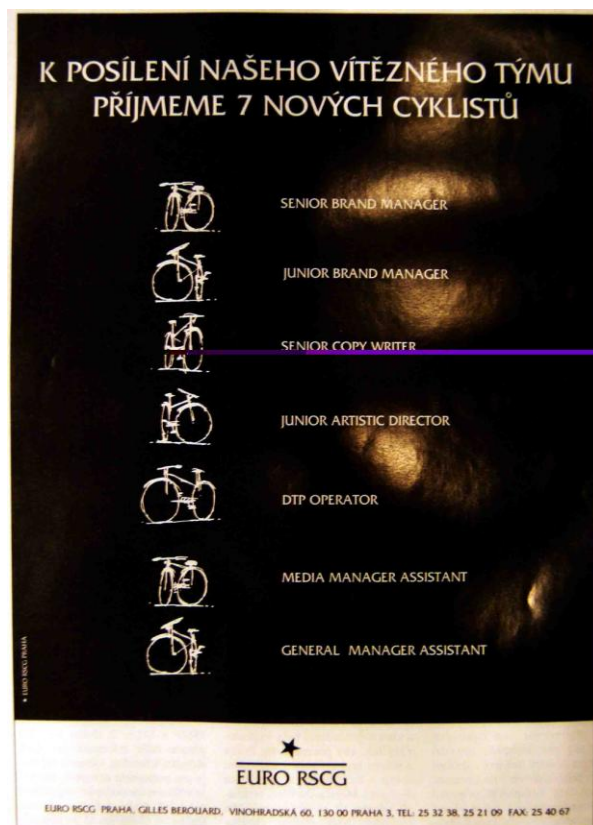 K POSÍLENÍ NAŠEHO VÍTĚZNÉHO TÝMU
PŘÍJMEME 7 NOVÝCH CYKLISTŮ
SENIOR BRAND MANAGER
JUNIOR BRAND MANAGER
SENIOR COPY WRITER
JUNIOR ARTISTIC DIRECTOR
DTP OPERATOR
MEDIA MANAGER ASSISTANT
GENERAL MANAGER ASSISTANT
★ EURO RSCG PRAHA
EURO RSCG
EURO RSCG PRAHA, GILLES BEROUARD, VINOHRADSKÁ 60, 130 00 PRAHA 3, TEL: 25 32 38, 25 21 09 FAX: 25 40 67